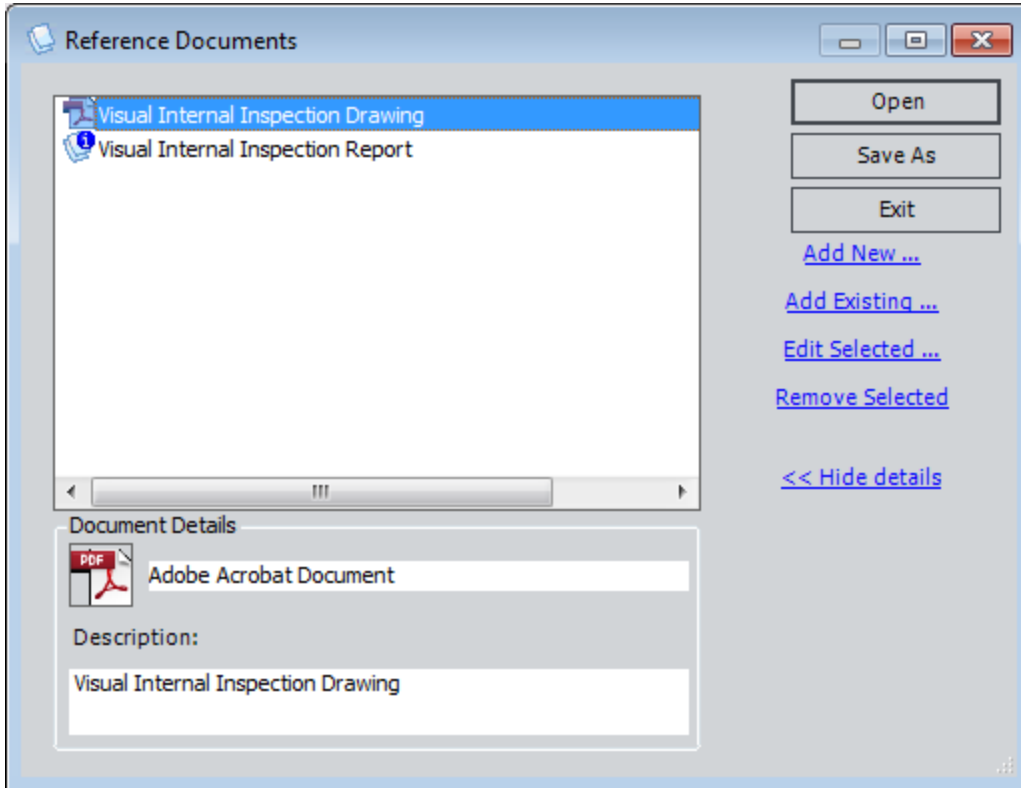 Reference Documents
Visual Internal Inspection Drawing
Visual Internal Inspection Report
Open
Save As
Exit
Add New ...
Add Existing ...
Edit Selected ...
Remove Selected
<< Hide details
Document Details
PDF
Adobe Acrobat Document
Description:
Visual Internal Inspection Drawing